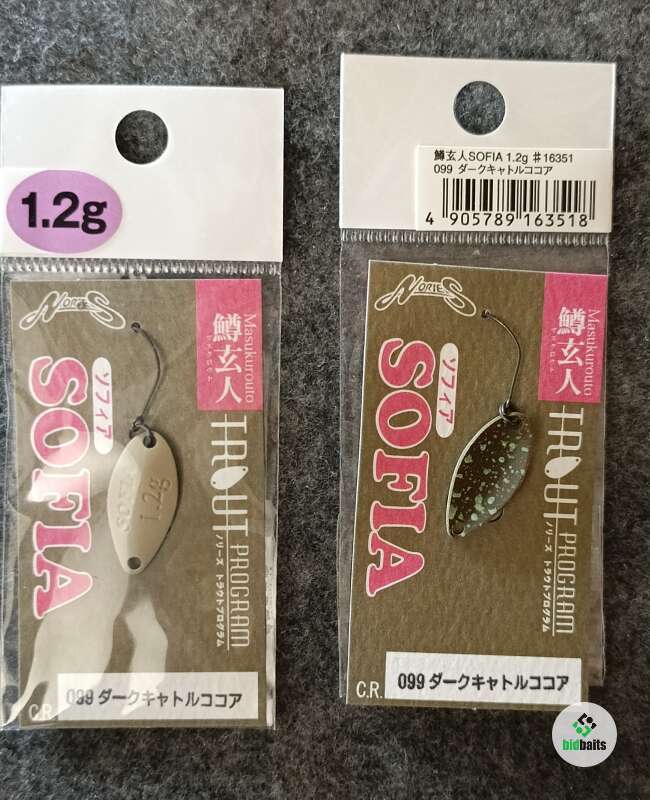 1.2g
NORIES
Masukurouto
鱒玄人
ソフィア
SOFIA
TROUT PROGRAM
ノリーズ トラウトプログラム
SOFIA
1.2g
099 ダークキャトルココア
C.R.
鱒玄人SOFIA 1.2g #16351
099 ダークキャトルココア
4 905789 163518
NORIES
Masukurouto
鱒玄人
ソフィア
SOFIA
TROUT PROGRAM
ノリーズ トラウトプログラム
099 ダークキャトルココア
C.R.
bidbaits